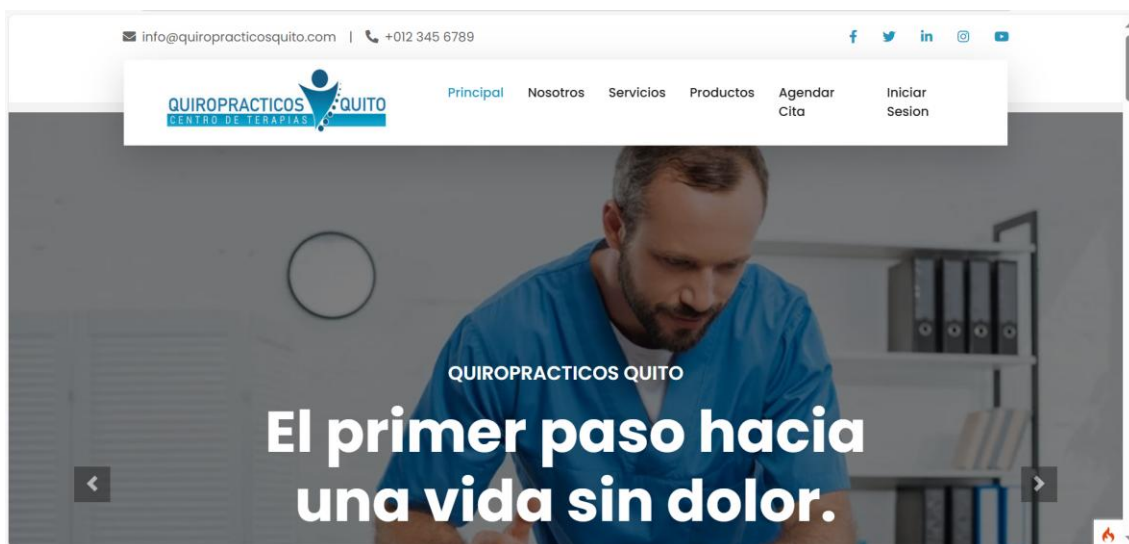 info@quiropracticosquito.com | +012 345 6789
QUIROPRACTICOS QUITO
CENTRO DE TERAPIAS
Principal Nosotros Servicios Productos Agendar Cita Iniciar Sesion
QUIROPRACTICOS QUITO
El primer paso hacia
una vida sin dolor.